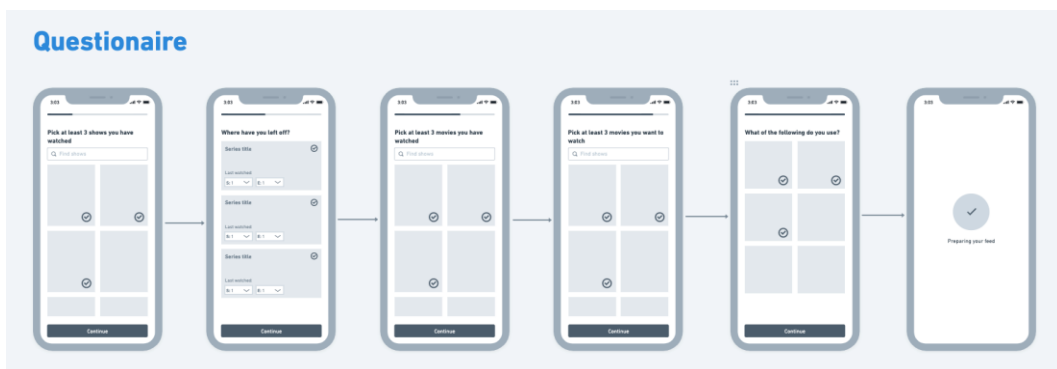 Questionaire
3:03
Pick at least 3 shows you have
watched
Find shows
Continue
3:03
Where have you left off?
Series title
Last watched
S: 1
E: 1
Series title
Last watched
S: 1
E: 1
Series title
Last watched
S: 1
E: 1
Continue
3:03
Pick at least 3 movies you have
watched
Find shows
Continue
3:03
Pick at least 3 movies you want to
watch
Find shows
Continue
3:03
What of the following do you use?
Continue
3:03
Preparing your feed